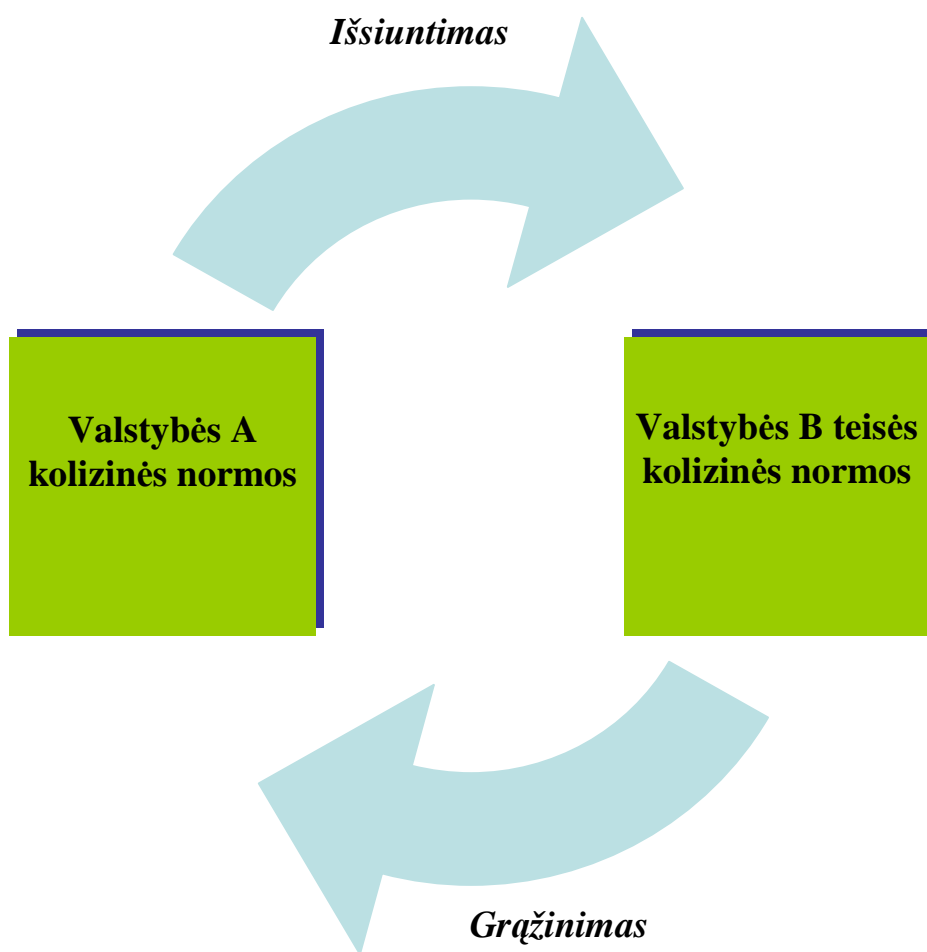 Išsiuntimas
Valstybės A
kolizinės normos
Valstybės B teisės
kolizinės normos
Grąžinimas